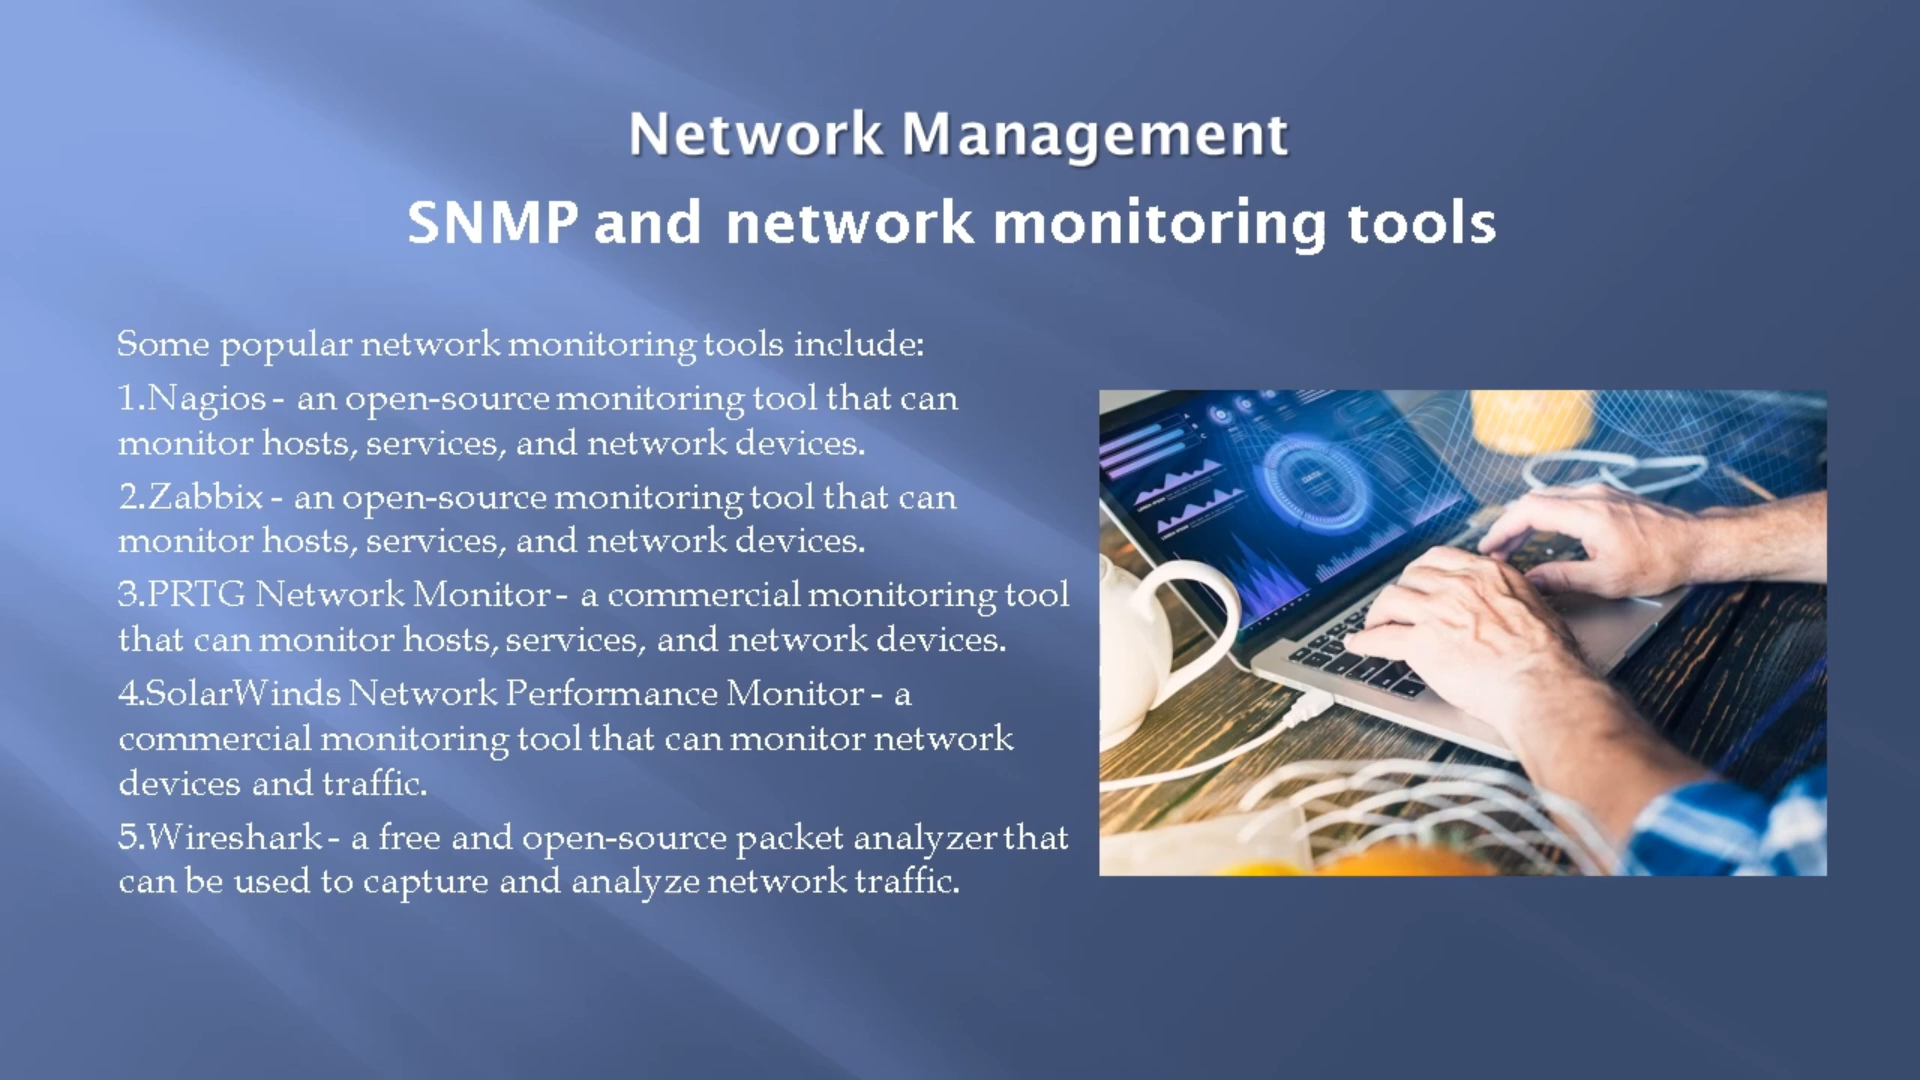 Network Management
SNMP and network monitoring tools
Some popular network monitoring tools include:
1.Nagios - an open-source monitoring tool that can
monitor hosts, services, and network devices.
2.Zabbix - an open-source monitoring tool that can
monitor hosts, services, and network devices.
3.PRTG Network Monitor - a commercial monitoring tool
that can monitor hosts, services, and network devices.
4.SolarWinds Network Performance Monitor - a
commercial monitoring tool that can monitor network
devices and traffic.
5.Wireshark - a free and open-source packet analyzer that
can be used to capture and analyze network traffic.